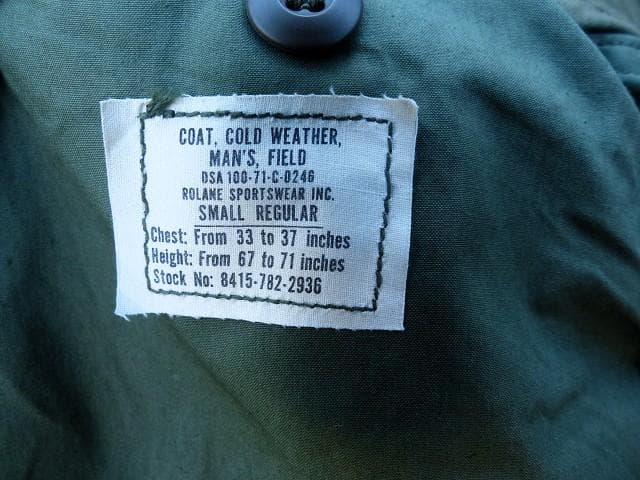 COAT, COLD WEATHER,
MAN'S, FIELD
DSA 100-71-C-0246
ROLANE SPORTSWEAR INC.
SMALL REGULAR
Chest: From 33 to 37 inches
Height: From 67 to 71 inches
Stock No: 8415-782-2936